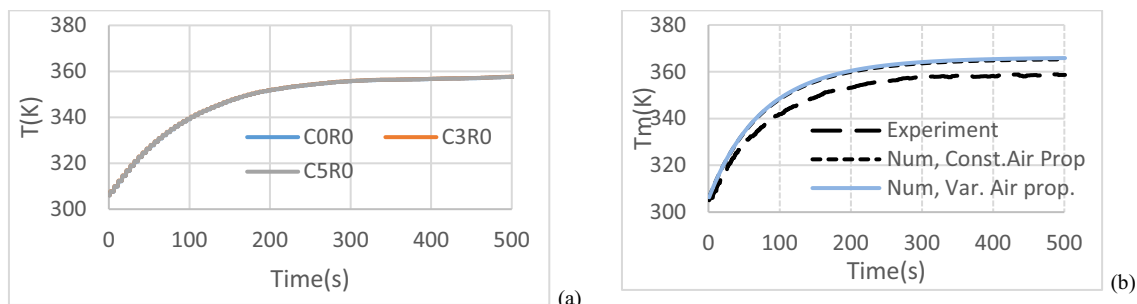 380
360
340
320
300
T(K)
C0R0
C3R0
C5R0
0 100 200 300 400 500
Time(s)
(a)
380
360
340
320
300
Tm(K)
Experiment
Num, Const.Air Prop
Num, Var. Air prop.
0 100 200 300 400 500
Time(s)
(b)